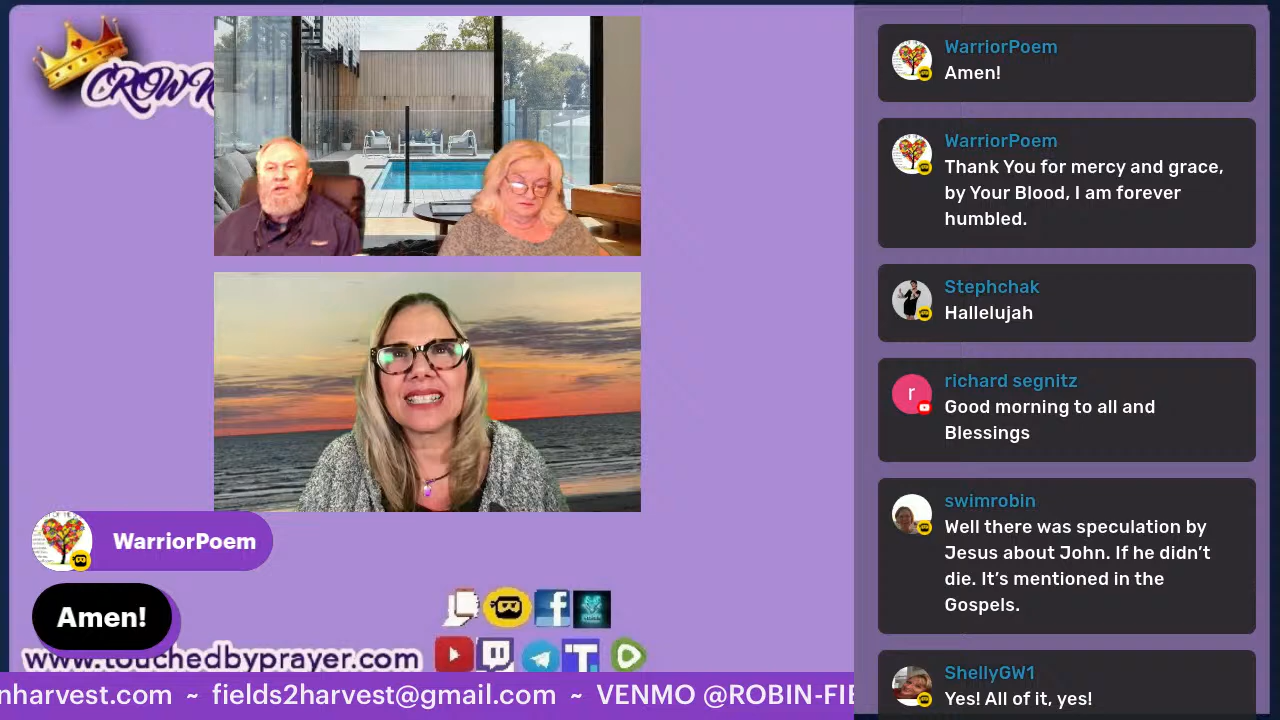 CROWN
WarriorPoem
Amen!
www.touchedbyprayer.com
nharvest.com ~ fields2harvest@gmail.com ~ VENMO @ROBIN-FIE
WarriorPoem
Amen!
WarriorPoem
Thank You for mercy and grace,
by Your Blood, I am forever
humbled.
Stephchak
Hallelujah
r
richard segnitz
Good morning to all and
Blessings
swimrobin
Well there was speculation by
Jesus about John. If he didn’t
die. It’s mentioned in the
Gospels.
ShellyGW1
Yes! All of it, yes!